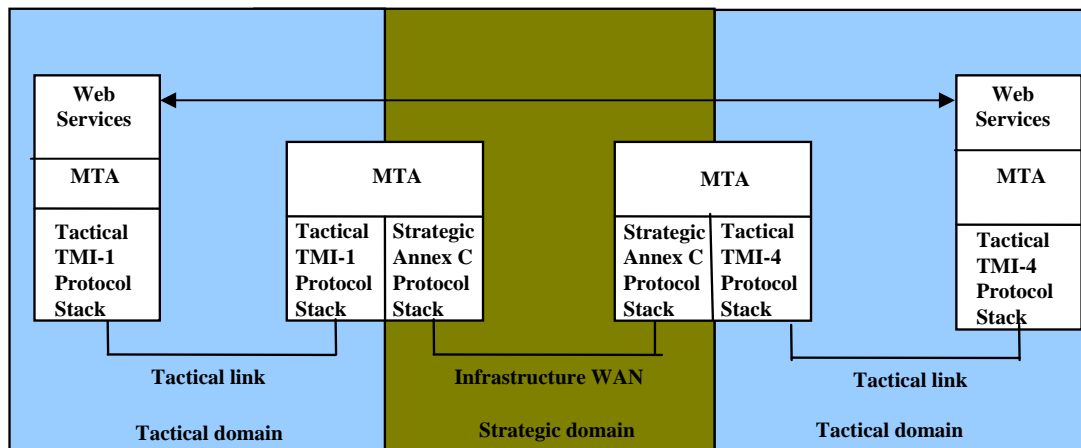 Web
Services
MTA
Tactical
TMI-1
Protocol
Stack
MTA
Tactical
TMI-1
Protocol
Stack
Strategic
Annex C
Protocol
Stack
MTA
Strategic
Annex C
Protocol
Stack
Tactical
TMI-4
Protocol
Stack
Web
Services
MTA
Tactical
TMI-4
Protocol
Stack
Tactical link
Infrastructure WAN
Tactical link
Tactical domain
Strategic domain
Tactical domain